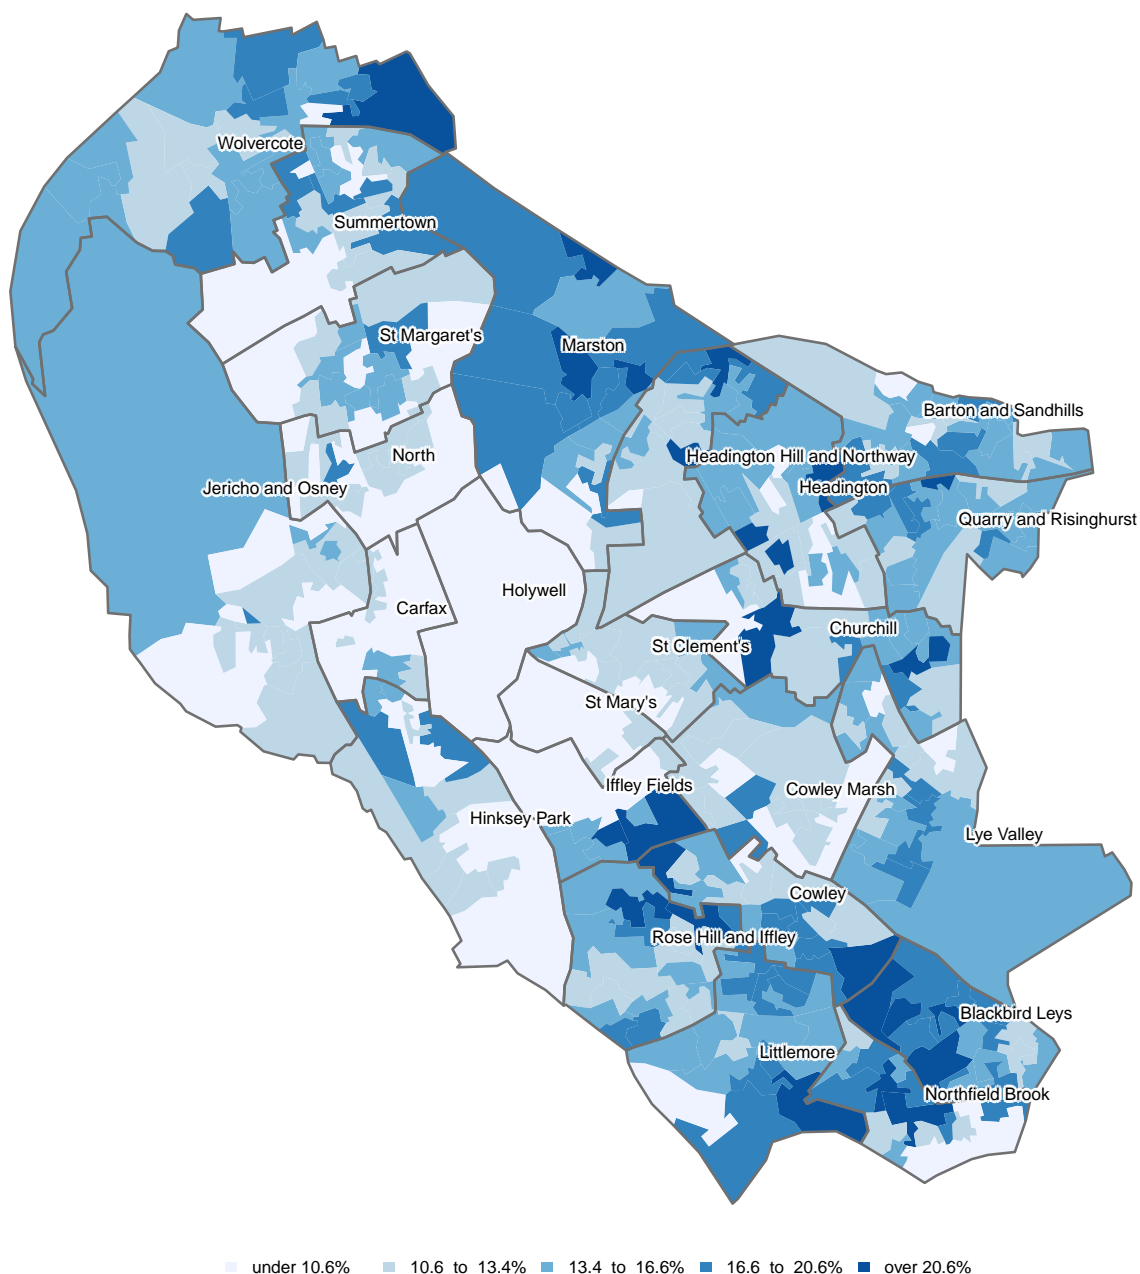 Wolvercote
Summertown
St Margaret's
Marston
Barton and Sandhills
North
Headington Hill and Northway
Jericho and Osney
Headington
Quarry and Risinghurst
Holywell
Carfax
Churchill
St Clement's
St Mary's
Iffley Fields
Cowley Marsh
Hinksey Park
Lye Valley
Cowley
Rose Hill and Iffley
Blackbird Leys
Littlemore
Northfield Brook
under 10.6% 10.6 to 13.4% 13.4 to 16.6% 16.6 to 20.6% over 20.6%